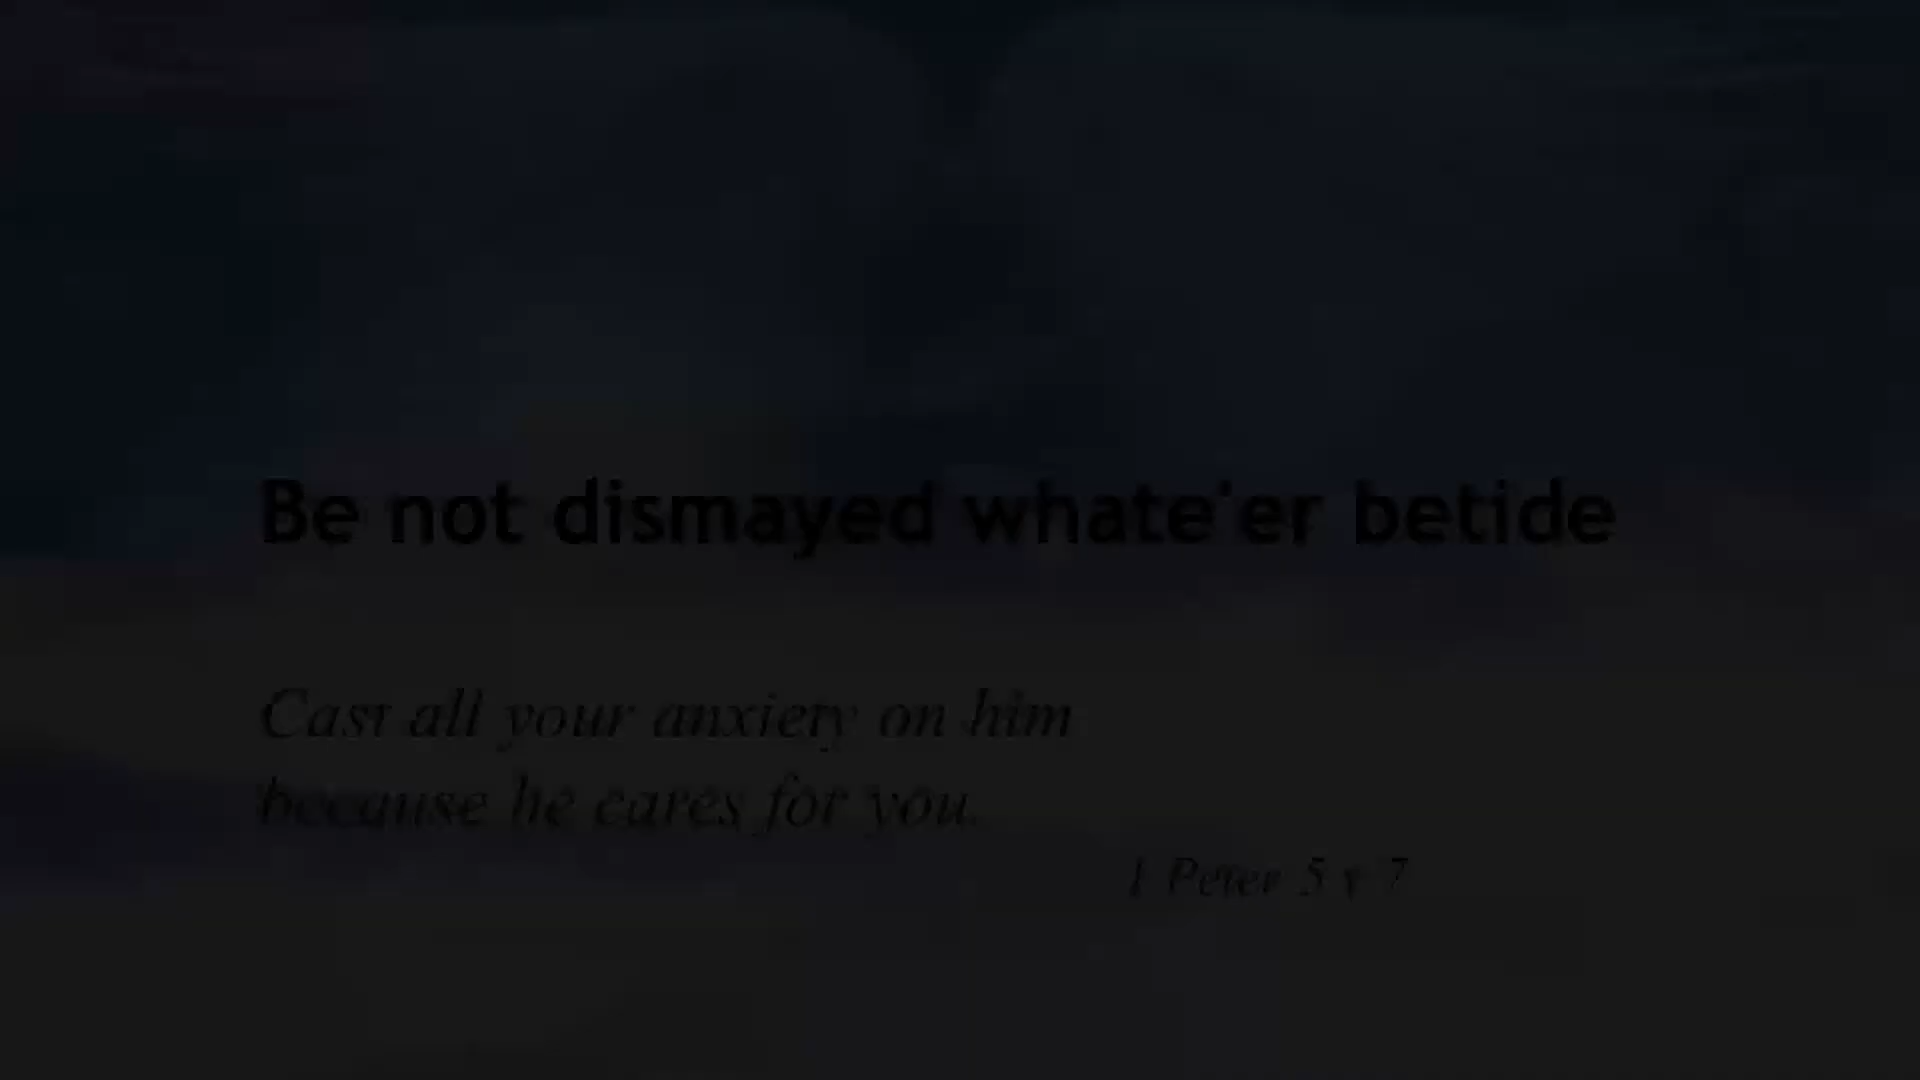 Be not dismayed whate'er betide
Cast all your anxiety on him
because he cares for you.
1 Peter 5 v 7